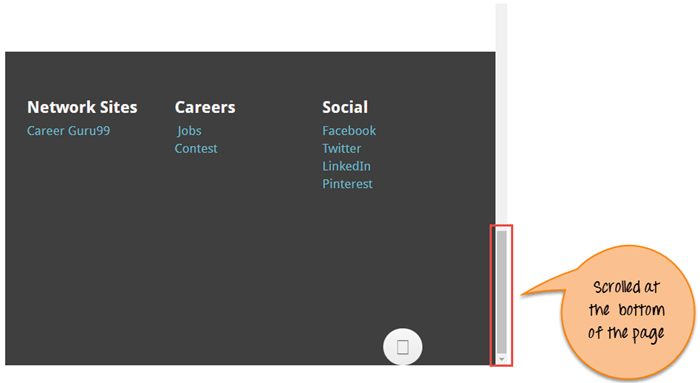 Network Sites
Career Guru99
Careers
Jobs
Contest
Social
Facebook
Twitter
LinkedIn
Pinterest
Scrolled at
the bottom
of the page